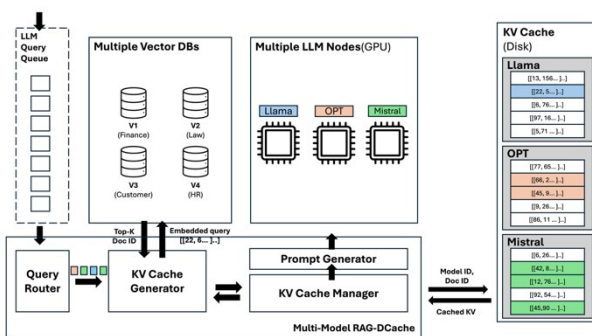 LLM
Query
Queue
Multiple Vector DBs
V1
(Finance)
V2
(Law)
V3
(Customer)
V4
(HR)
Multiple LLM Nodes(GPU)
Llama
OPT
Mistral
KV Cache
(Disk)
Llama
[[13, 156... ]..]
[[22, 5... ]..]
[[6, 76... ]..]
[[97, 16... ]..]
[[5,71 ... ]..]
OPT
[[77, 65... ]..]
[[66, 2... ]..]
[[45, 9... ]..]
[[9, 26... ]..]
[[86, 11 ... ]..]
Mistral
[[6, 26... ]..]
[[42, 8... ]..]
[[12, 76... ]..]
[[92, 54... ]..]
[[45,90 ... ]..]
Top-K
Doc ID
Embedded query
[[22, 6... ]..]
Query
Router
KV Cache
Generator
Prompt Generator
KV Cache Manager
Model ID,
Doc ID
Cached KV
Multi-Model RAG-DCache